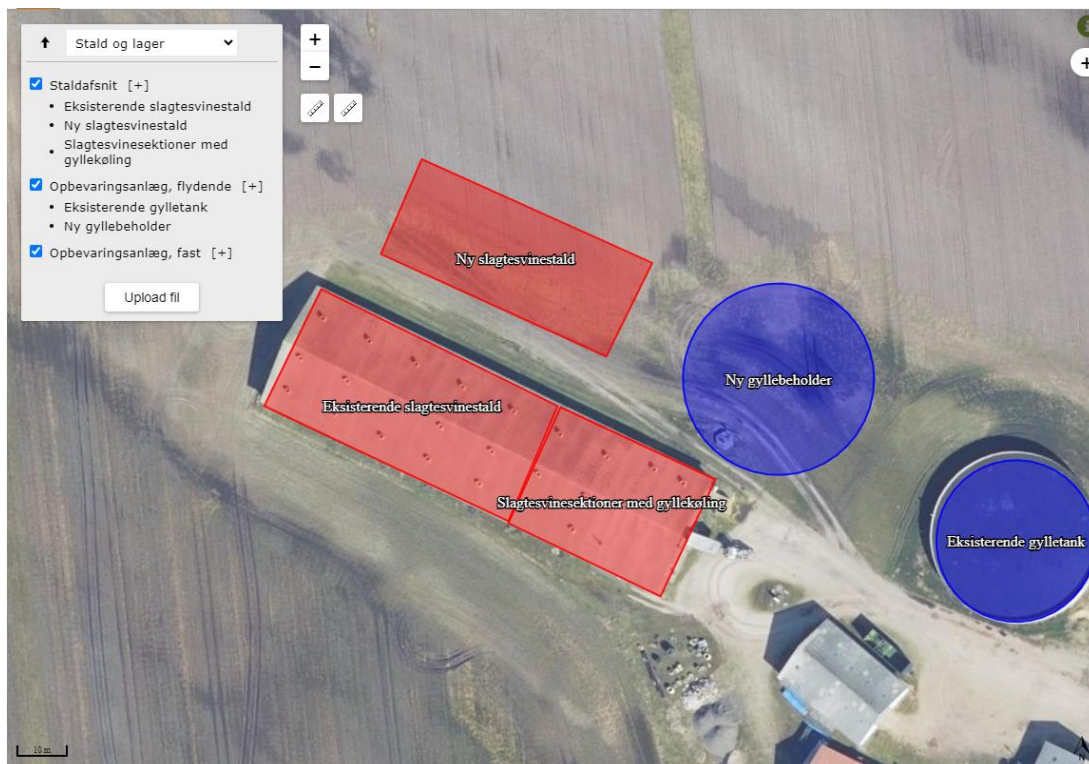 Stald og lager
+
−
Staldafsnit [+]
Eksisterende slagtesvinestald
Ny slagtesvinestald
Slagtesvinesektioner med
gyllekøling
Opbevaringsanlæg, flydende [+]
Eksisterende gylletank
Ny gyllebeholder
Opbevaringsanlæg, fast [+]
Upload fil
Ny slagtesvinestald
Ny gyllebeholder
Eksisterende slagtesvinestald
Slagtesvinesektioner med gyllekøling
Eksisterende gylletank
10 m